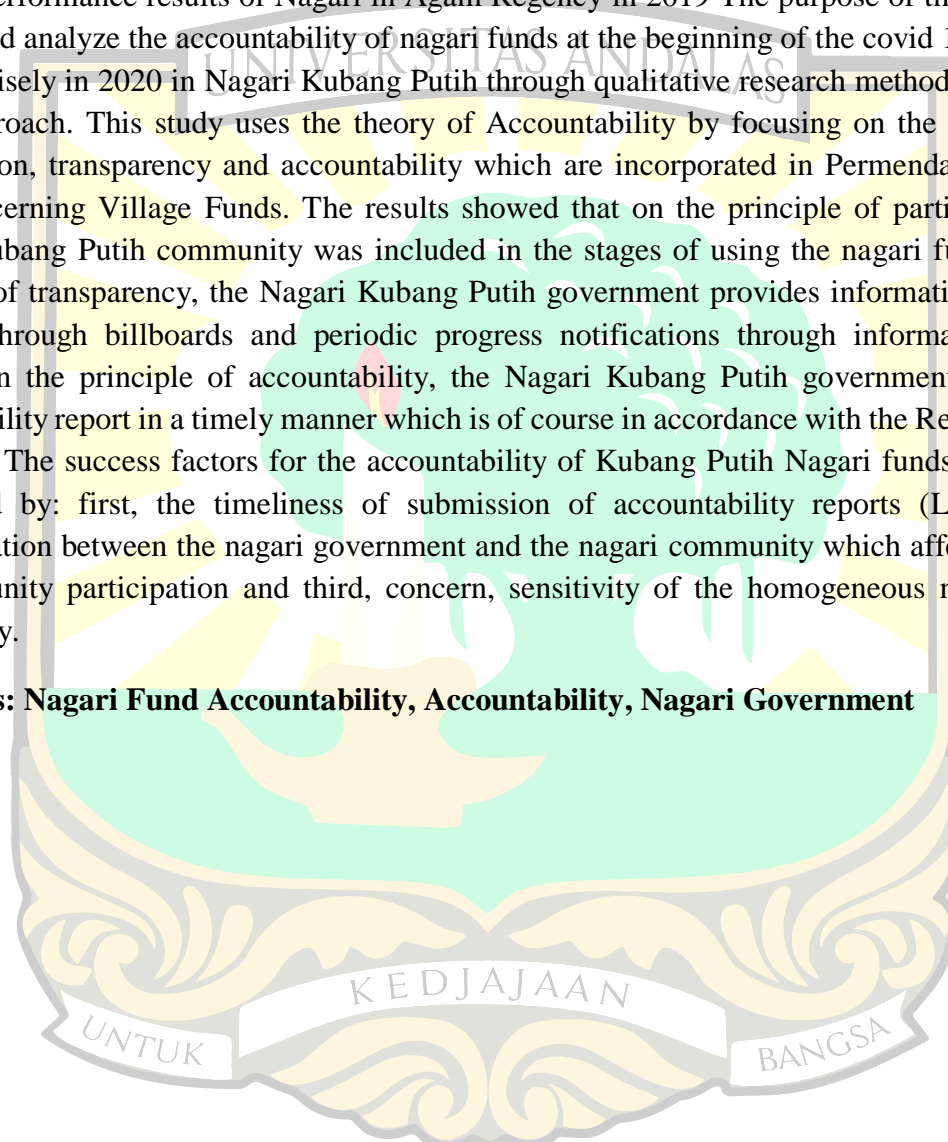 erformance results of Nagari in Agam Regency in 2019 The purpose of th
d analyze the accountability of nagari funds at the beginning of the covid 1
isely in 2020 in Nagari Kubang Putih through qualitative research method
roach. This study uses the theory of Accountability by focusing on the
ion, transparency and accountability which are incorporated in Permenda
cerning Village Funds. The results showed that on the principle of parti
ubang Putih community was included in the stages of using the nagari fu
of transparency, the Nagari Kubang Putih government provides informati
hrough billboards and periodic progress notifications through informa
n the principle of accountability, the Nagari Kubang Putih government
ility report in a timely manner which is of course in accordance with the Re
The success factors for the accountability of Kubang Putih Nagari funds
d by: first, the timeliness of submission of accountability reports (L
ation between the nagari government and the nagari community which affe
unity participation and third, concern, sensitivity of the homogeneous n
y.
s: Nagari Fund Accountability, Accountability, Nagari Government
UNIVERSITAS ANDALAS
KEDJAJAAN
UNTUK
BANGSA